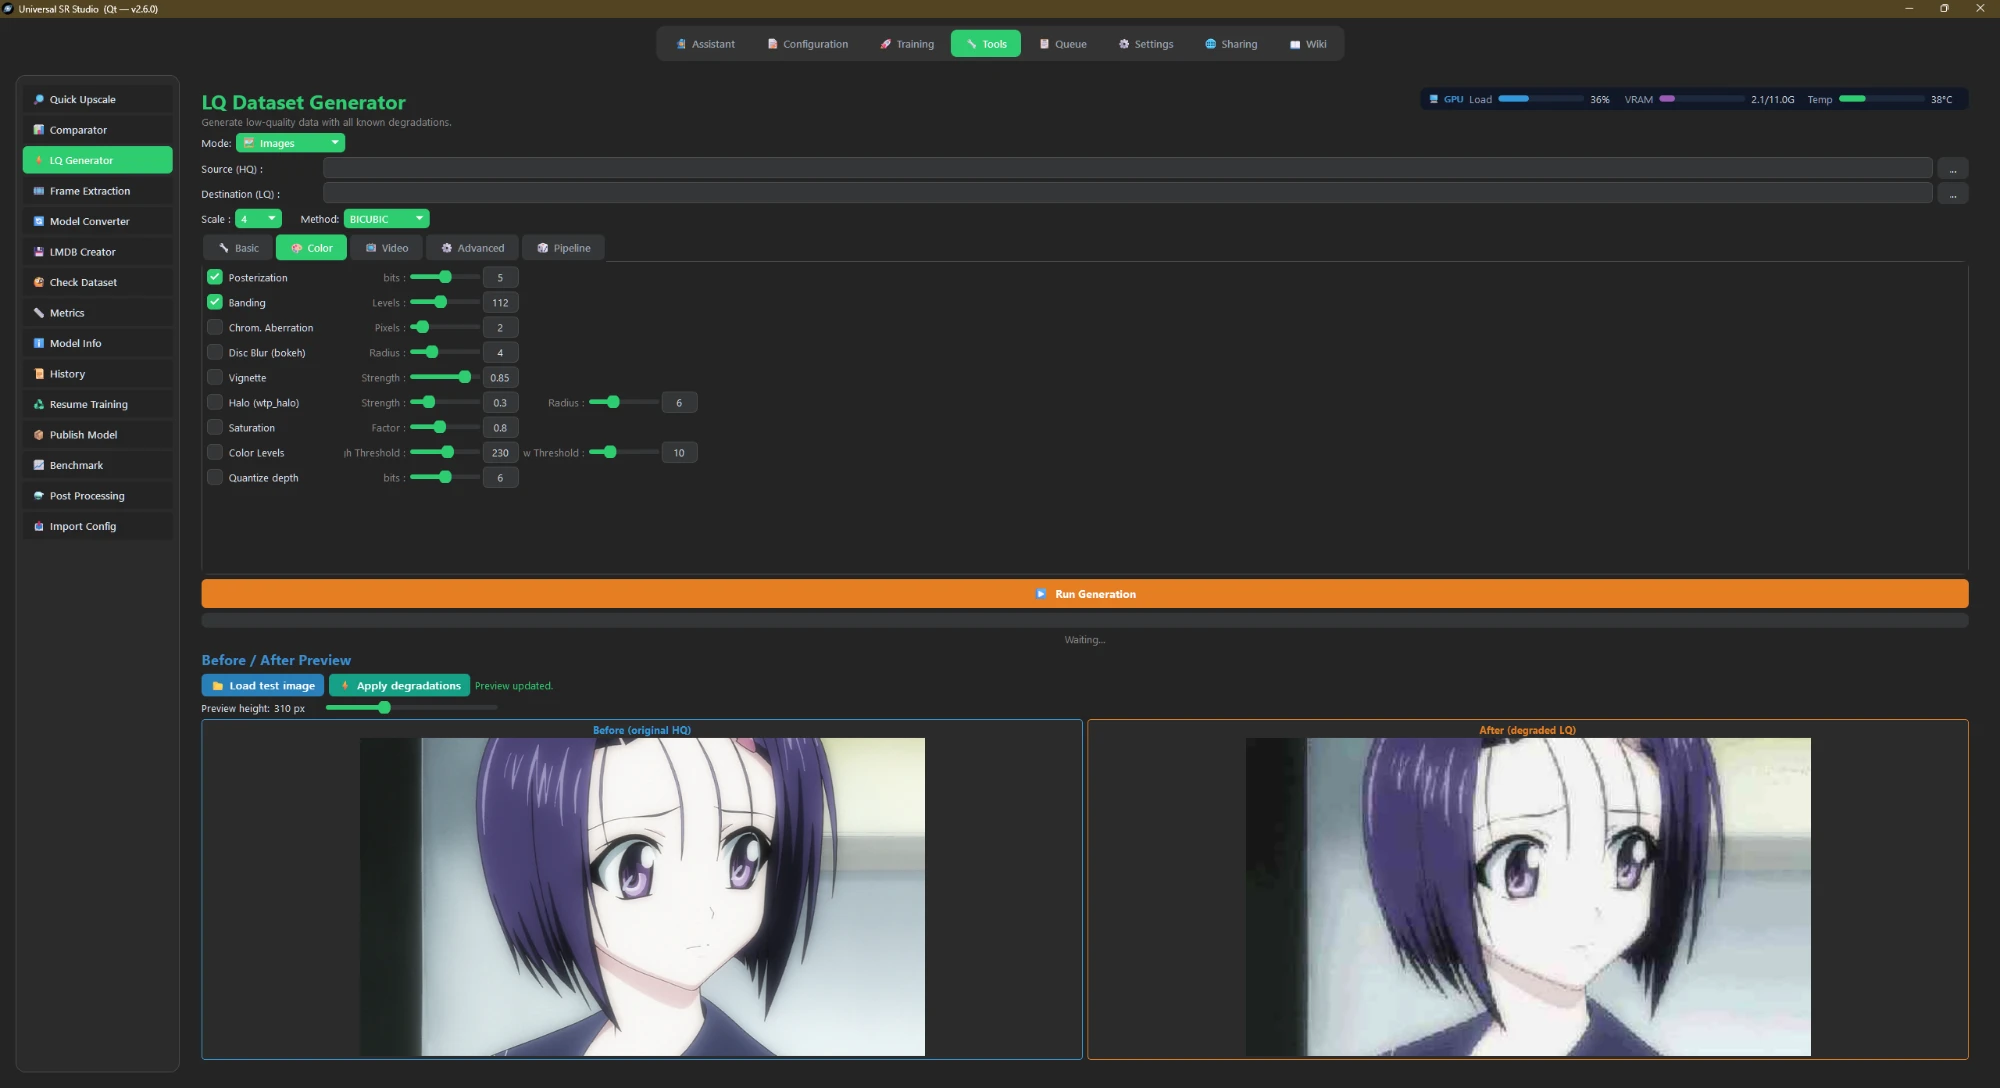 Universal SR Studio (Qt — v2.6.0)
Assistant Configuration Training Tools Queue Settings Sharing Wiki
Quick Upscale
Comparator
LQ Generator
Frame Extraction
Model Converter
LMDB Creator
Check Dataset
Metrics
Model Info
History
Resume Training
Publish Model
Benchmark
Post Processing
Import Config
LQ Dataset Generator
GPU Load 36% VRAM 2.1/11.0G Temp 38°C
Generate low-quality data with all known degradations.
Mode: Images
Source (HQ) : ...
Destination (LQ) : ...
Scale : 4 Method: BICUBIC
Basic Color Video Advanced Pipeline
Posterization bits : 5
Banding Levels : 112
Chrom. Aberration Pixels : 2
Disc Blur (bokeh) Radius : 4
Vignette Strength : 0.85
Halo (wtp_halo) Strength : 0.3 Radius : 6
Saturation Factor : 0.8
Color Levels gh Threshold : 230 w Threshold : 10
Quantize depth bits : 6
Run Generation
Waiting...
Before / After Preview
Load test image Apply degradations Preview updated.
Preview height: 310 px
Before (original HQ)
After (degraded LQ)